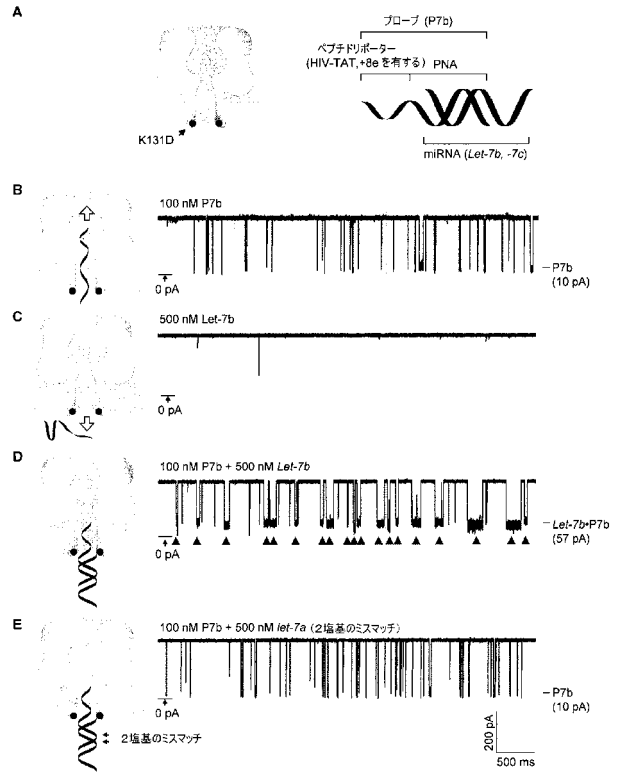 A
プローブ (P7b)
ペプチドリポーター
(HIV-TAT,+8eを有する)
PNA
K131D
miRNA (Let-7b, -7c)
B
100 nM P7b
0 pA
P7b
(10 pA)
C
500 nM Let-7b
0 pA
D
100 nM P7b + 500 nM Let-7b
0 pA
Let-7b•P7b
(57 pA)
E
100 nM P7b + 500 nM let-7a (2塩基のミスマッチ)
0 pA
P7b
(10 pA)
2塩基のミスマッチ
200 pA
500 ms